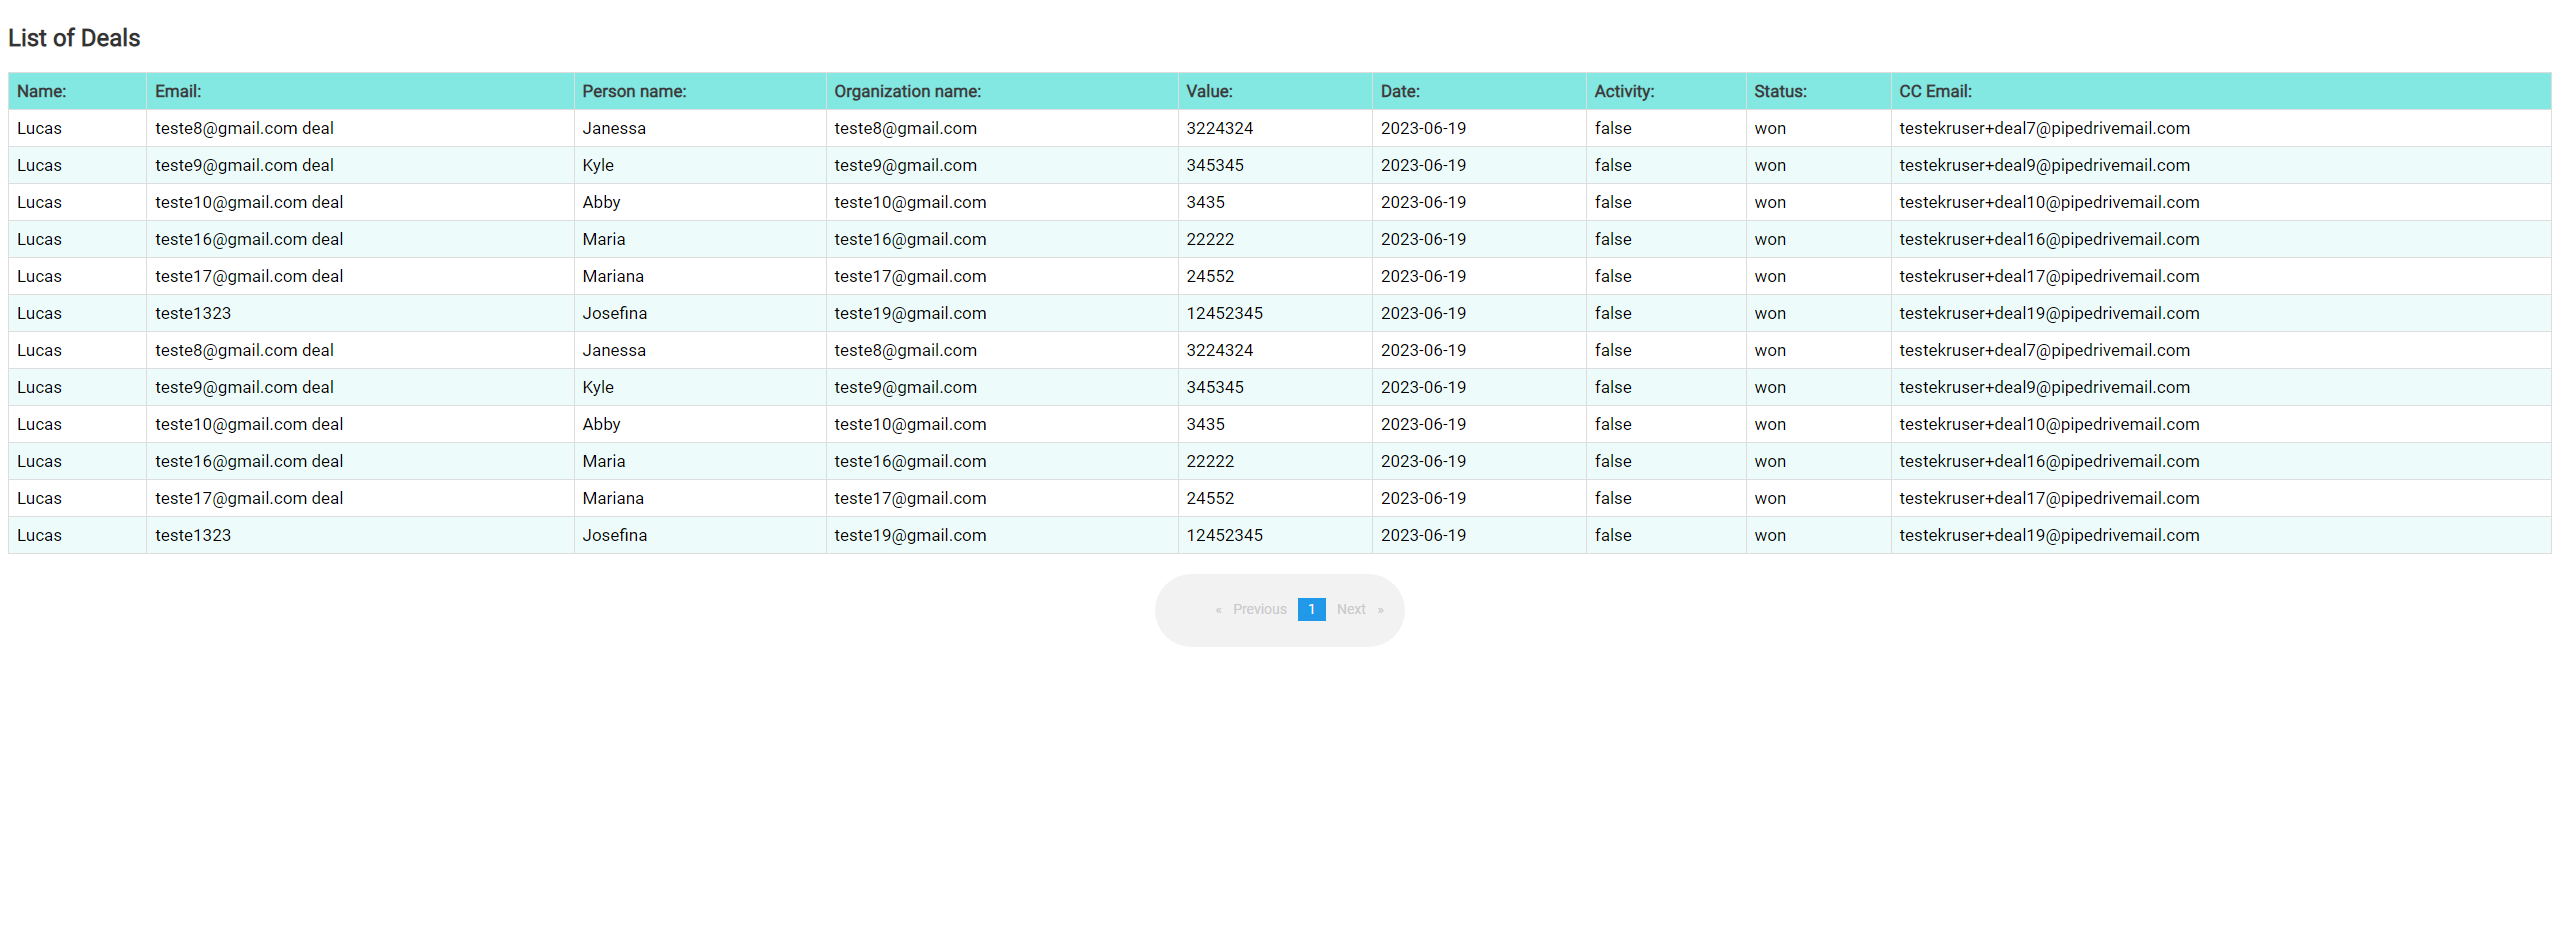 List of Deals
Name: Email: Person name: Organization name: Value: Date: Activity: Status: CC Email:
Lucas teste8@gmail.com deal Janessa teste8@gmail.com 3224324 2023-06-19 false won testekruser+deal7@pipedrivemail.com
Lucas teste9@gmail.com deal Kyle teste9@gmail.com 345345 2023-06-19 false won testekruser+deal9@pipedrivemail.com
Lucas teste10@gmail.com deal Abby teste10@gmail.com 3435 2023-06-19 false won testekruser+deal10@pipedrivemail.com
Lucas teste16@gmail.com deal Maria teste16@gmail.com 22222 2023-06-19 false won testekruser+deal16@pipedrivemail.com
Lucas teste17@gmail.com deal Mariana teste17@gmail.com 24552 2023-06-19 false won testekruser+deal17@pipedrivemail.com
Lucas teste1323 Josefina teste19@gmail.com 12452345 2023-06-19 false won testekruser+deal19@pipedrivemail.com
Lucas teste8@gmail.com deal Janessa teste8@gmail.com 3224324 2023-06-19 false won testekruser+deal7@pipedrivemail.com
Lucas teste9@gmail.com deal Kyle teste9@gmail.com 345345 2023-06-19 false won testekruser+deal9@pipedrivemail.com
Lucas teste10@gmail.com deal Abby teste10@gmail.com 3435 2023-06-19 false won testekruser+deal10@pipedrivemail.com
Lucas teste16@gmail.com deal Maria teste16@gmail.com 22222 2023-06-19 false won testekruser+deal16@pipedrivemail.com
Lucas teste17@gmail.com deal Mariana teste17@gmail.com 24552 2023-06-19 false won testekruser+deal17@pipedrivemail.com
Lucas teste1323 Josefina teste19@gmail.com 12452345 2023-06-19 false won testekruser+deal19@pipedrivemail.com
« Previous 1 Next »